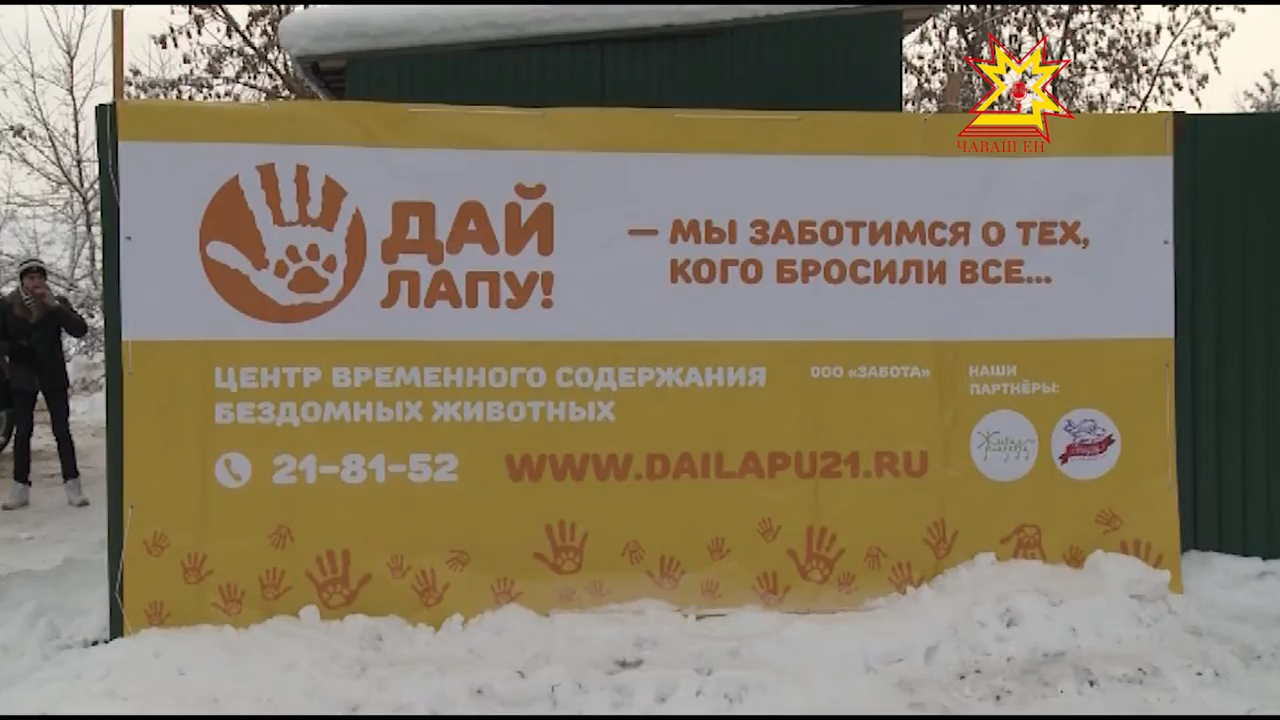 ЧАВАШ ЕН
ДАЙ
ЛАПУ!
— МЫ ЗАБОТИМСЯ О ТЕХ,
КОГО БРОСИЛИ ВСЕ...
ЦЕНТР ВРЕМЕННОГО СОДЕРЖАНИЯ
БЕЗДОМНЫХ ЖИВОТНЫХ
ООО «ЗАБОТА»
НАШИ
ПАРТНЁРЫ:
21-81-52
WWW.DAILAPU21.RU